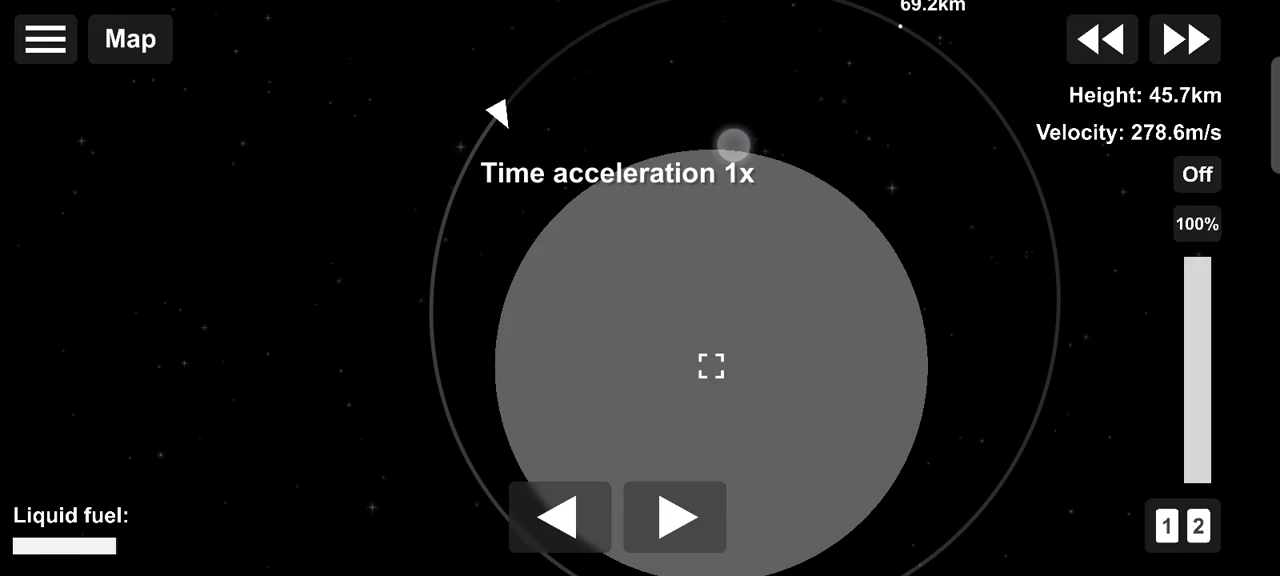 69.2km
Map
Height: 45.7km
Velocity: 278.6m/s
Time acceleration 1x
Off
100%
Liquid fuel:
1 2